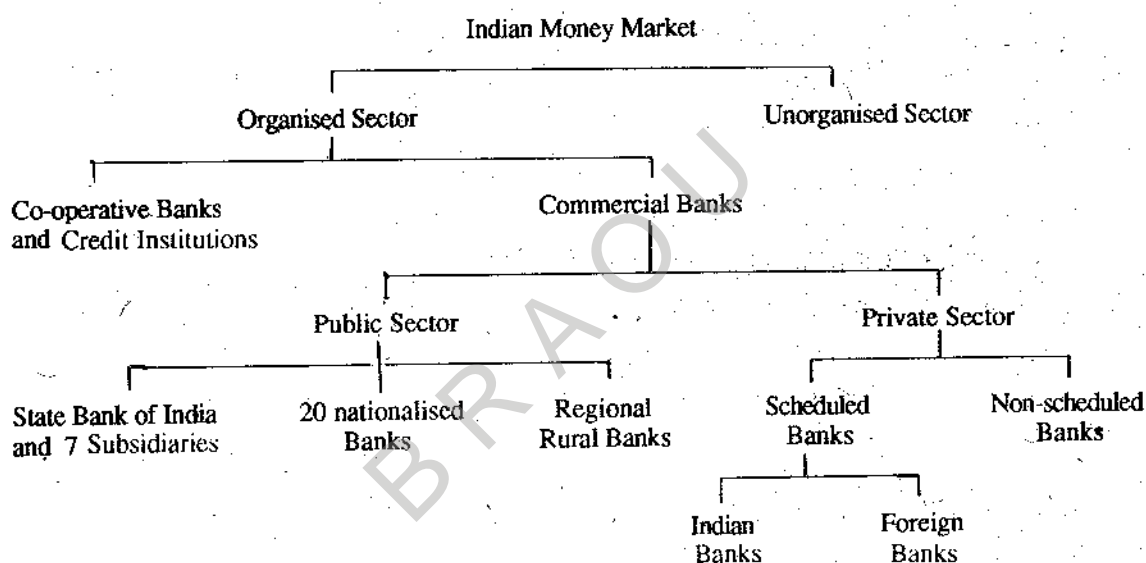 Indian Money Market
Organised Sector
Unorganised Sector
Co-operative Banks
and Credit Institutions
Commercial Banks
Public Sector
Private Sector
State Bank of India
and 7 Subsidiaries
20 nationalised
Banks
Regional
Rural Banks
Scheduled
Banks
Non-scheduled
Banks
Indian
Banks
Foreign
Banks
BRAOU